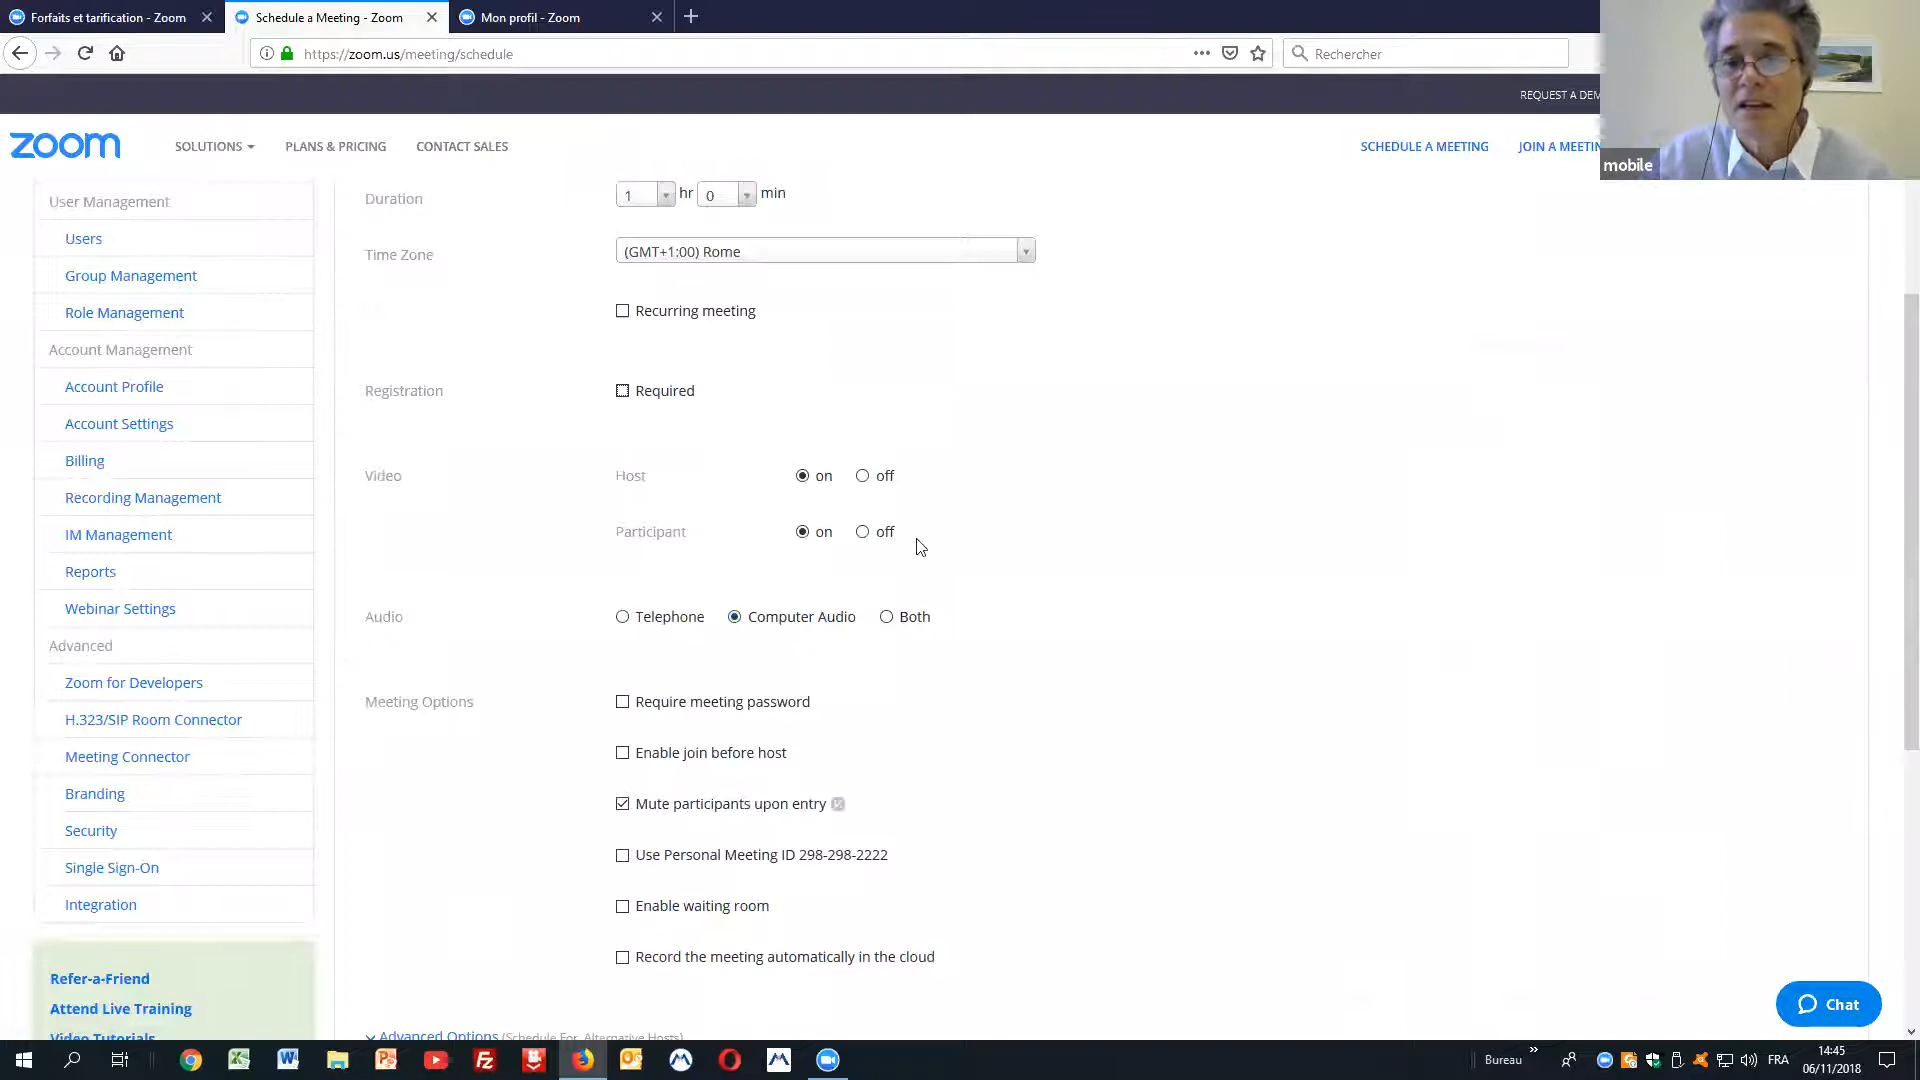 Forfaits et tarification - Zoom
Schedule a Meeting - Zoom
Mon profil - Zoom
https://zoom.us/meeting/schedule
Rechercher
REQUEST A DEM
zoom
SOLUTIONS
PLANS & PRICING
CONTACT SALES
SCHEDULE A MEETING
JOIN A MEETIN
mobile
User Management
Users
Group Management
Role Management
Account Management
Account Profile
Account Settings
Billing
Recording Management
IM Management
Reports
Webinar Settings
Advanced
Zoom for Developers
H.323/SIP Room Connector
Meeting Connector
Branding
Security
Single Sign-On
Integration
Refer-a-Friend
Attend Live Training
Video Tutorials
Duration
1 hr 0 min
Time Zone
(GMT+1:00) Rome
Recurring meeting
Registration
Required
Video
Host
on off
Participant
on off
Audio
Telephone Computer Audio Both
Meeting Options
Require meeting password
Enable join before host
Mute participants upon entry
Use Personal Meeting ID 298-298-2222
Enable waiting room
Record the meeting automatically in the cloud
Advanced Options (Schedule For, Alternative Hosts)
Chat
Bureau
FRA
14:45
06/11/2018